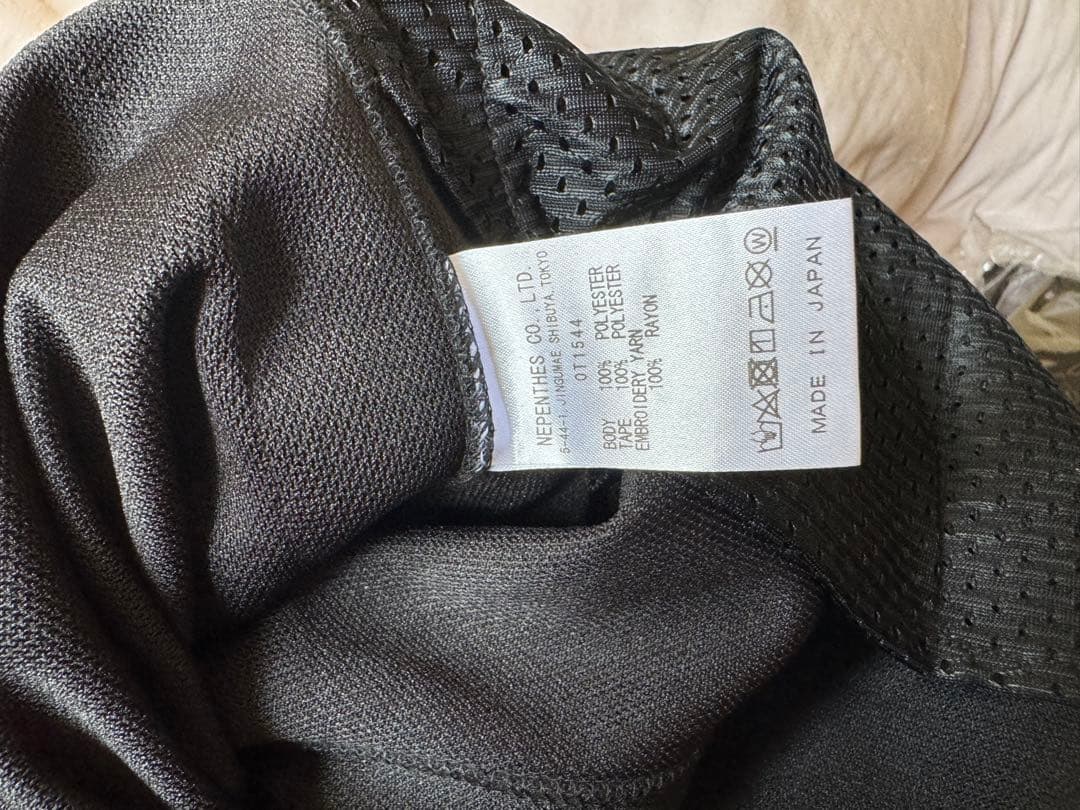 NEPENTHES CO., LTD.
5-44-1 JINGUMAE SHIBUYA TOKYO
OT1544
BODY 100% POLYESTER
TAPE 100% POLYESTER
EMBROIDERY YARN
100% RAYON
W
MADE IN JAPAN